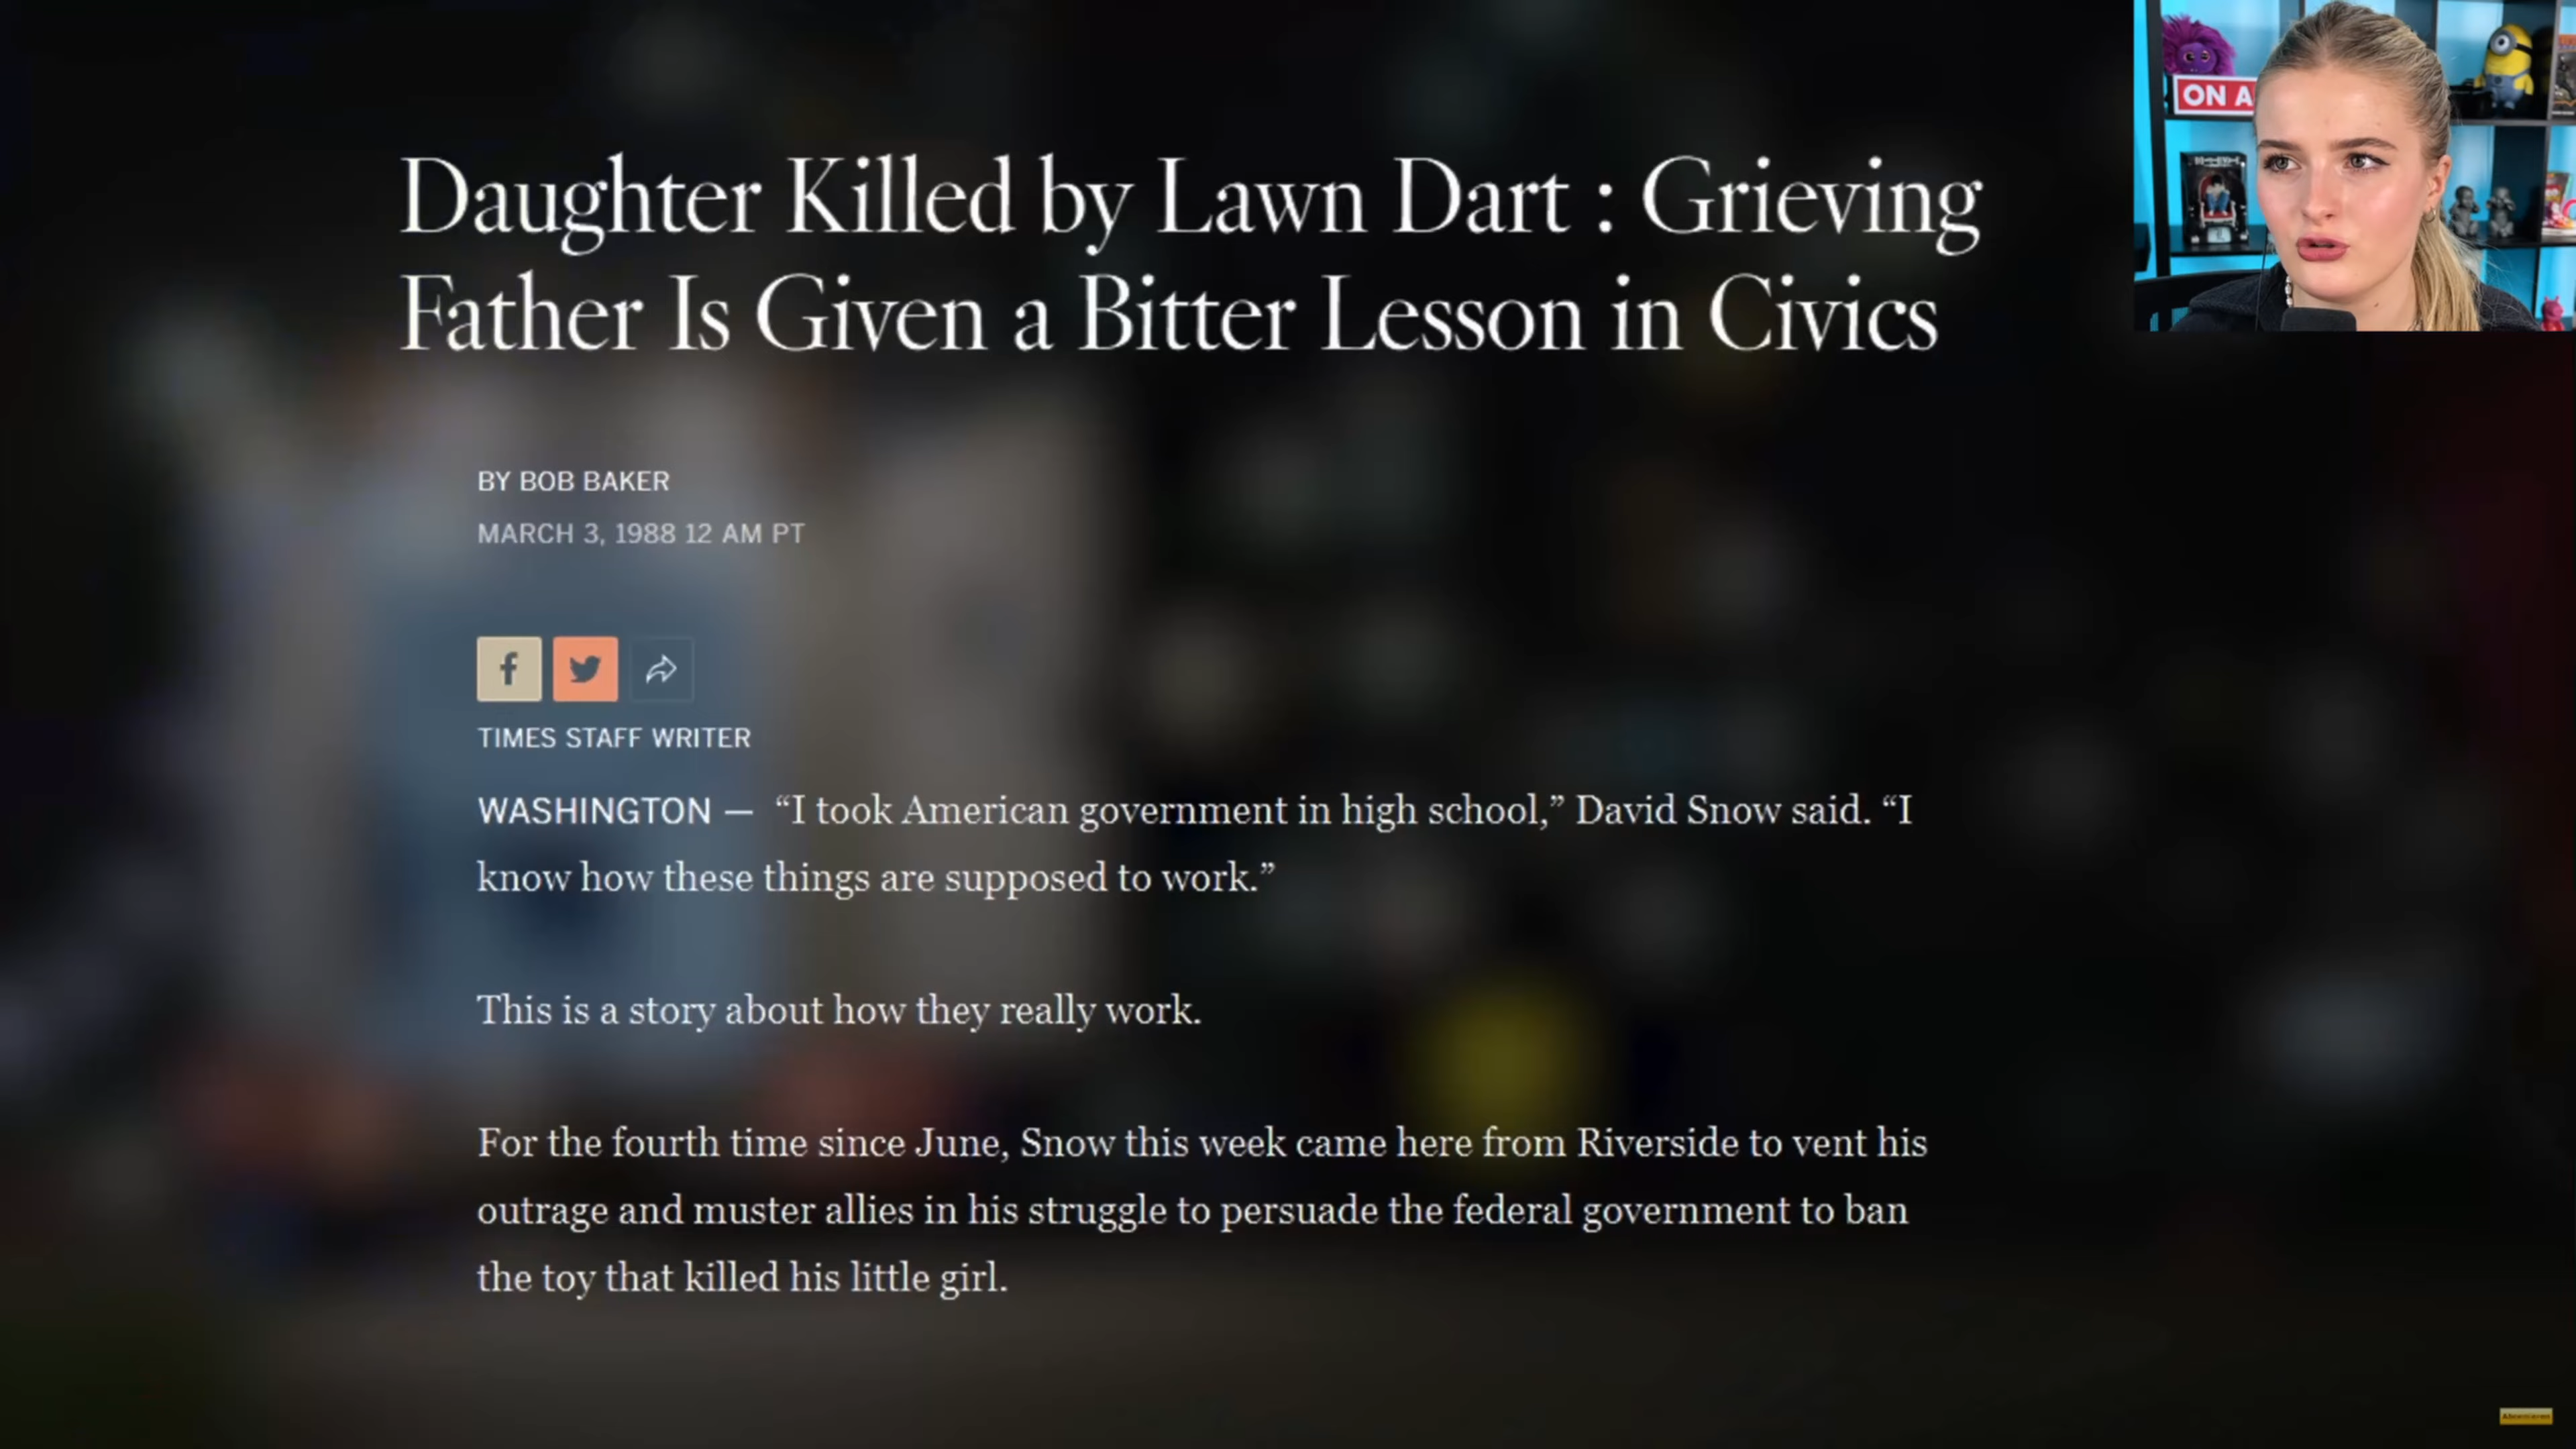 Daughter Killed by Lawn Dart : Grieving
Father Is Given a Bitter Lesson in Civics
BY BOB BAKER
MARCH 3, 1988 12 AM PT
TIMES STAFF WRITER
WASHINGTON — “I took American government in high school,” David Snow said. “I
know how these things are supposed to work.”
This is a story about how they really work.
For the fourth time since June, Snow this week came here from Riverside to vent his
outrage and muster allies in his struggle to persuade the federal government to ban
the toy that killed his little girl.
ON A